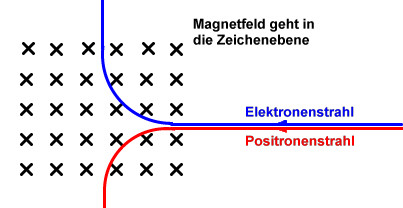 Magnetfeld geht in
die Zeichenebene
Elektronenstrahl
Positronenstrahl